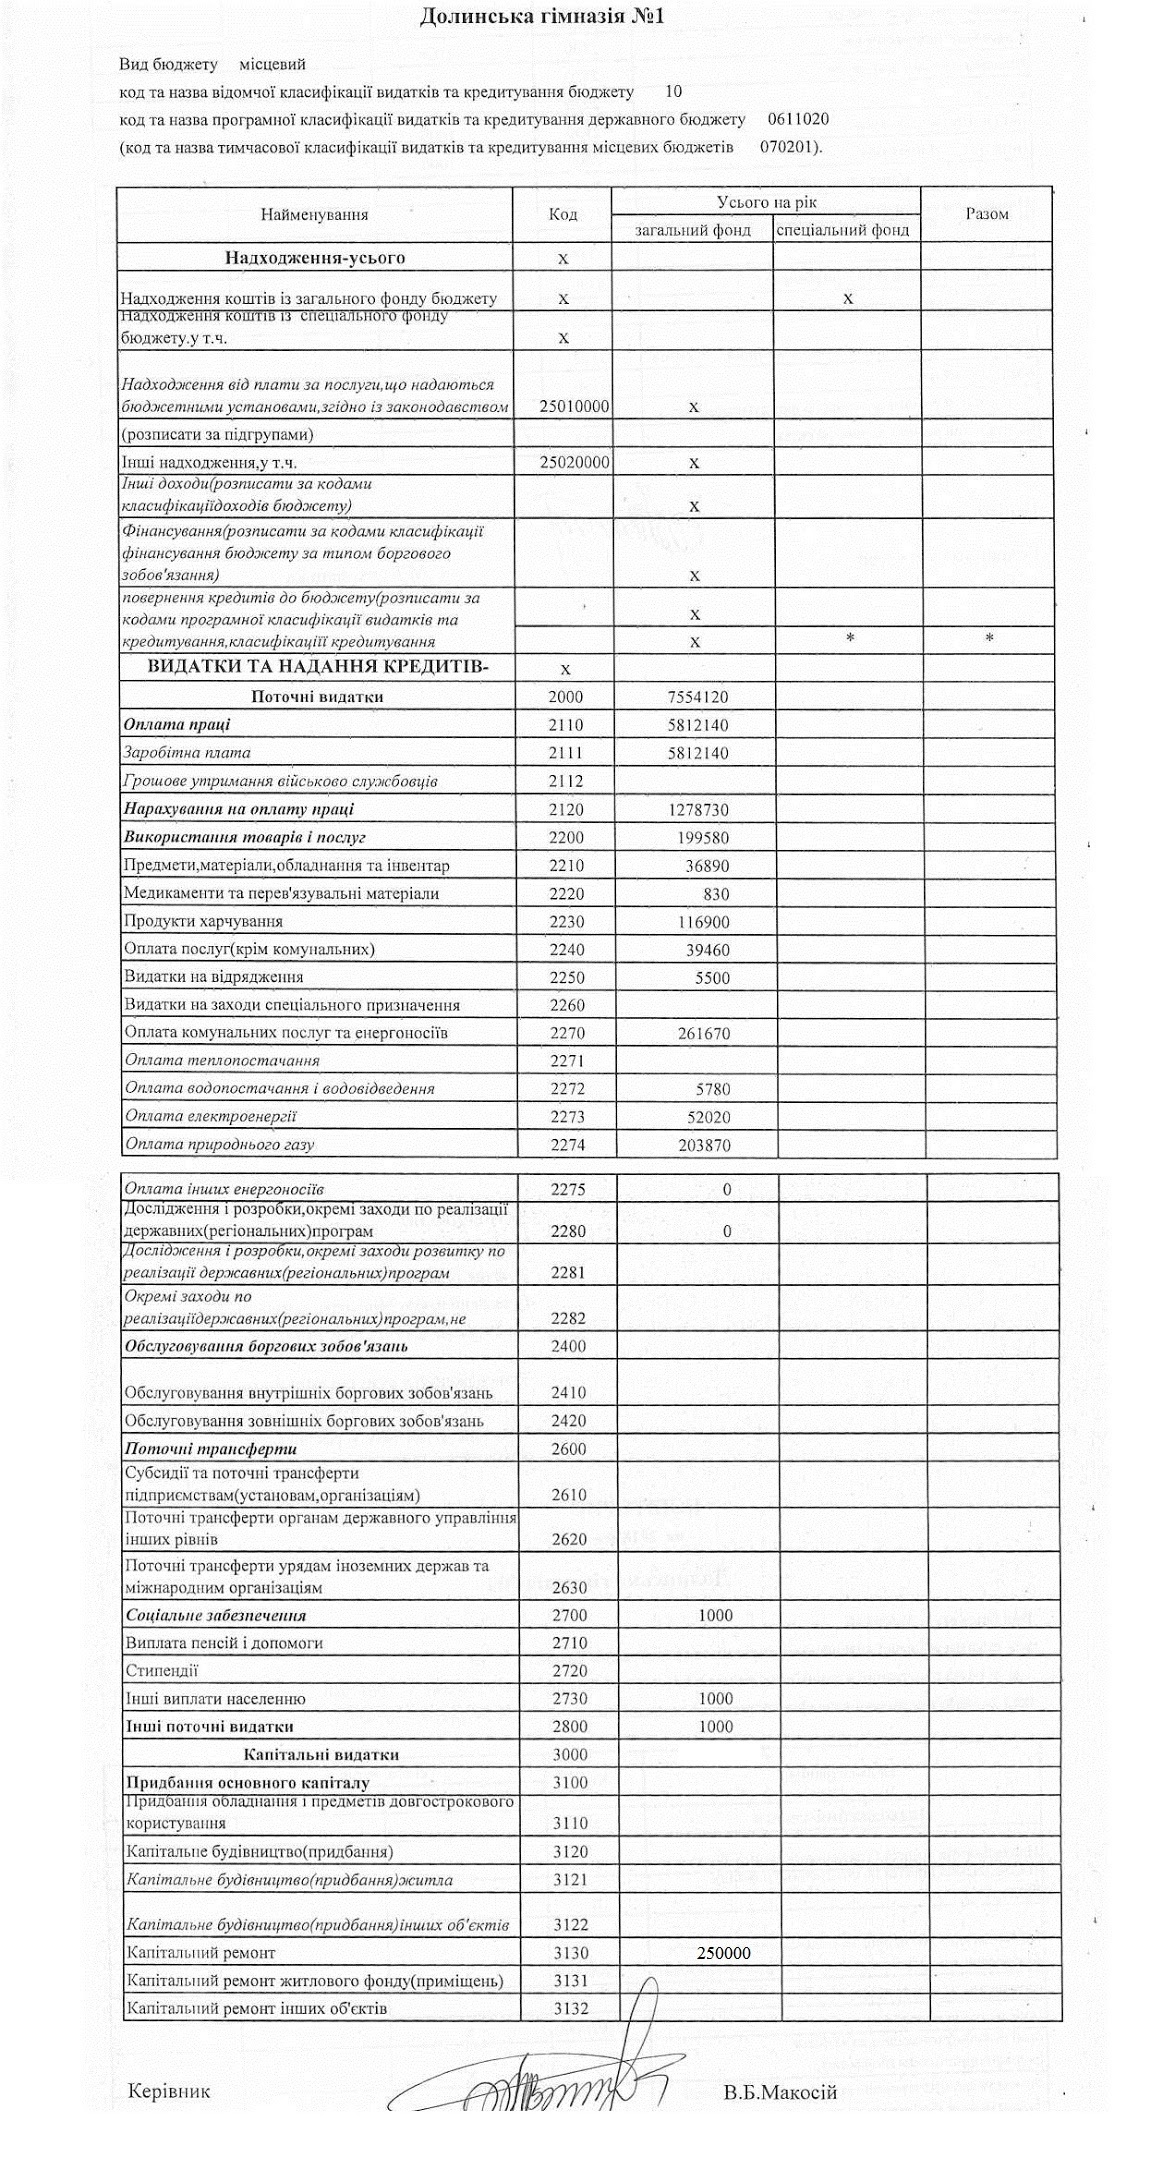 Долинська гімназія №1
Вид бюджету місцевий
код та назва відомчої класифікації видатків та кредитування бюджету 10
код та назва програмної класифікації видатків та кредитування державного бюджету 0611020
(код та назва тимчасової класифікації видатків та кредитування місцевих бюджетів 070201).
Найменування Код Усього на рік Разом
загальний фонд спеціальний фонд
Надходження-усього х
Надходження коштів із загального фонду бюджету х х
Надходження коштів із спеціального фонду
бюджету.у т.ч. х
Надходження від плати за послуги,що надаються
бюджетними установами,згідно із законодавством 25010000 х
(розписати за підгрупами)
Інші надходження,у т.ч. 25020000 х
Інші доходи(розписати за кодами
класифікаціїдоходів бюджету) х
Фінансування(розписати за кодами класифікації
фінансування бюджету за типом боргового
зобов'язання) х
повернення кредитів до бюджету(розписати за
кодами програмної класифікації видатків та х
кредитування,класифікаціїї кредитування х * *
ВИДАТКИ ТА НАДАННЯ КРЕДИТІВ- х
Поточні видатки 2000 7554120
Оплата праці 2110 5812140
Заробітна плата 2111 5812140
Грошове утримання військово службовців 2112
Нарахування на оплату праці 2120 1278730
Використання товарів і послуг 2200 199580
Предмети,матеріали,обладнання та інвентар 2210 36890
Медикаменти та перев'язувальні матеріали 2220 830
Продукти харчування 2230 116900
Оплата послуг(крім комунальних) 2240 39460
Видатки на відрядження 2250 5500
Видатки на заходи спеціального призначення 2260
Оплата комунальних послуг та енергоносіїв 2270 261670
Оплата теплопостачання 2271
Оплата водопостачання і водовідведення 2272 5780
Оплата електроенергії 2273 52020
Оплата природнього газу 2274 203870
Оплата інших енергоносіїв 2275 0
Дослідження і розробки,окремі заходи по реалізації
державних(регіональних)програм 2280 0
Дослідження і розробки,окремі заходи розвитку по
реалізації державних(регіональних)програм 2281
Окремі заходи по
реалізаціїдержавних(регіональних)програм,не 2282
Обслуговування боргових зобов'язань 2400
Обслуговування внутрішніх боргових зобов'язань 2410
Обслуговування зовнішніх боргових зобов'язань 2420
Поточні трансферти 2600
Субсидії та поточні трансферти
підприємствам(установам,організаціям) 2610
Поточні трансферти органам державного управління
інших рівнів 2620
Поточні трансферти урядам іноземних держав та
міжнародним організаціям 2630
Соціальне забезпечення 2700 1000
Виплата пенсій і допомоги 2710
Стипендії 2720
Інші виплати населенню 2730 1000
Інші поточні видатки 2800 1000
Капітальні видатки 3000
Придбання основного капіталу 3100
Придбання обладнання і предметів довгострокового
користування 3110
Капітальне будівництво(придбання) 3120
Капітальне будівництво(придбання)житла 3121
Капітальне будівництво(придбання)інших об'єктів 3122
Капітальний ремонт 3130 250000
Капітальний ремонт житлового фонду(приміщень) 3131
Капітальний ремонт інших об'єктів 3132
Керівник В.Б.Макосій